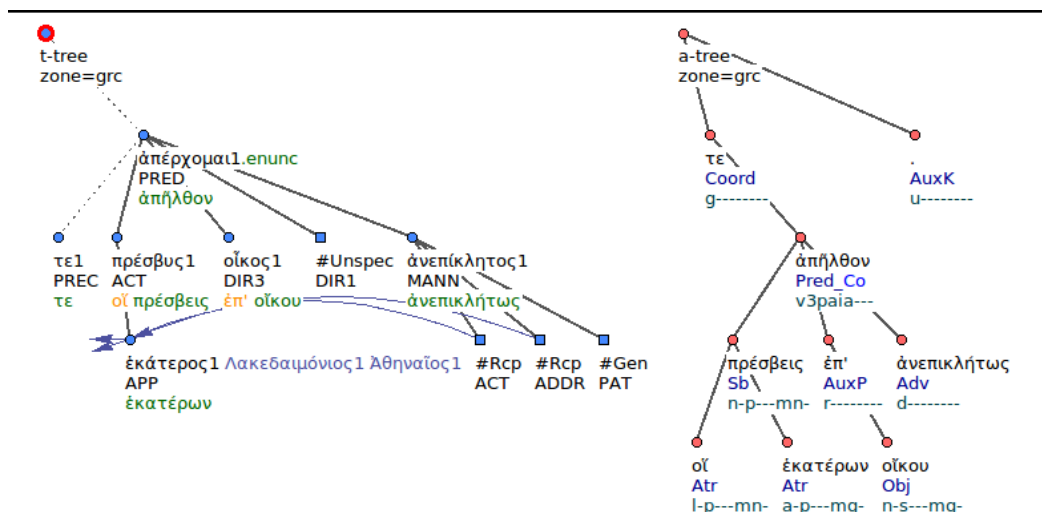 t-tree
zone=grc
ἀπέρχομαι1.enunc
PRED
ἀπῆλθον
τε1
PREC
τε
πρέσβυς1
ACT
οἵ πρέσβεις
οἶκος1
DIR3
ἐπ' οἴκου
#Unspec
DIR1
ἀνεπίκλητος1
MANN
ἀνεπικλήτως
ἑκάτερος1 Λακεδαιμόνιος1 Ἀθηναῖος1
APP
ἑκατέρων
#Rcp
ACT
#Rcp
ADDR
#Gen
PAT
a-tree
zone=grc
τε
Coord
g--------
.
AuxK
u--------
ἀπῆλθον
Pred_Co
v3paia---
πρέσβεις
Sb
n-p---mn-
ἐπ'
AuxP
r--------
ἀνεπικλήτως
Adv
d--------
οἵ
Atr
l-p---mn-
ἑκατέρων
Atr
a-p---mg-
οἴκου
Obj
n-s---mg-